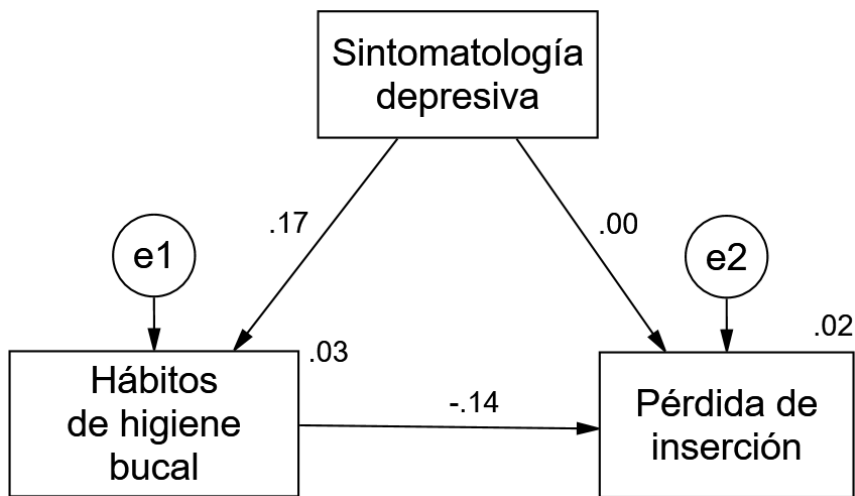 Sintomatología
depresiva
.17
.00
e1
e2
.03
.02
Hábitos
de higiene
bucal
-.14
Pérdida de
inserción